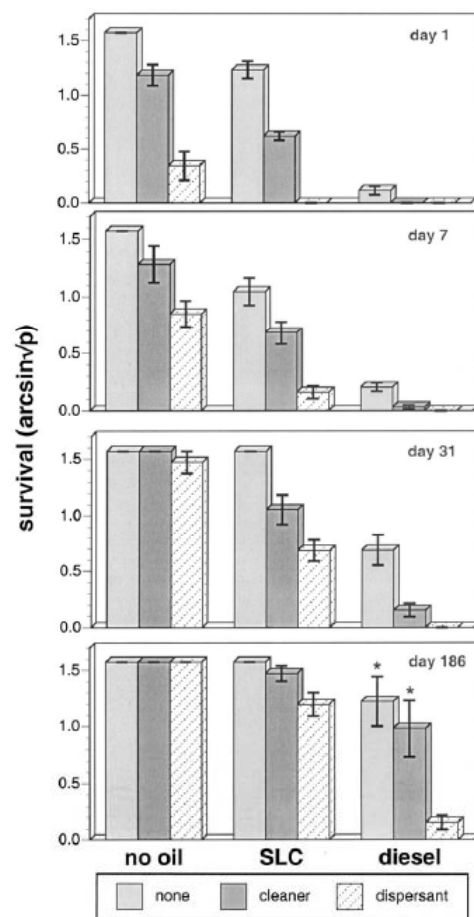 day 1
1.5
1.0
0.5
0.0
day 7
1.5
1.0
0.5
0.0
survival (arcsin√p)
day 31
1.5
1.0
0.5
0.0
day 186
1.5
* *
1.0
0.5
0.0
no oil SLC diesel
none cleaner dispersant